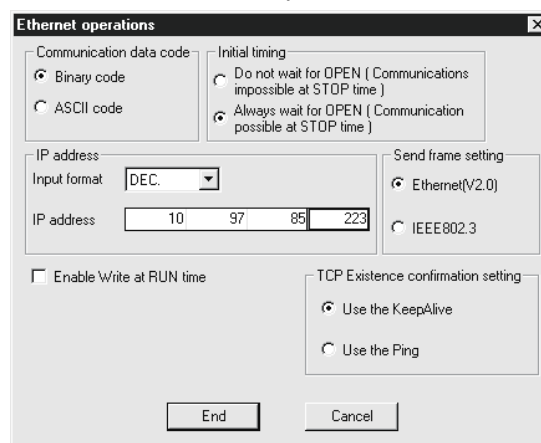 Ethernet operations
Communication data code
Binary code
ASCII code
Initial timing
Do not wait for OPEN ( Communications
impossible at STOP time )
Always wait for OPEN ( Communication
possible at STOP time )
IP address
Input format DEC.
IP address 10 97 85 223
Send frame setting
Ethernet(V2.0)
IEEE802.3
Enable Write at RUN time
TCP Existence confirmation setting
Use the KeepAlive
Use the Ping
End Cancel